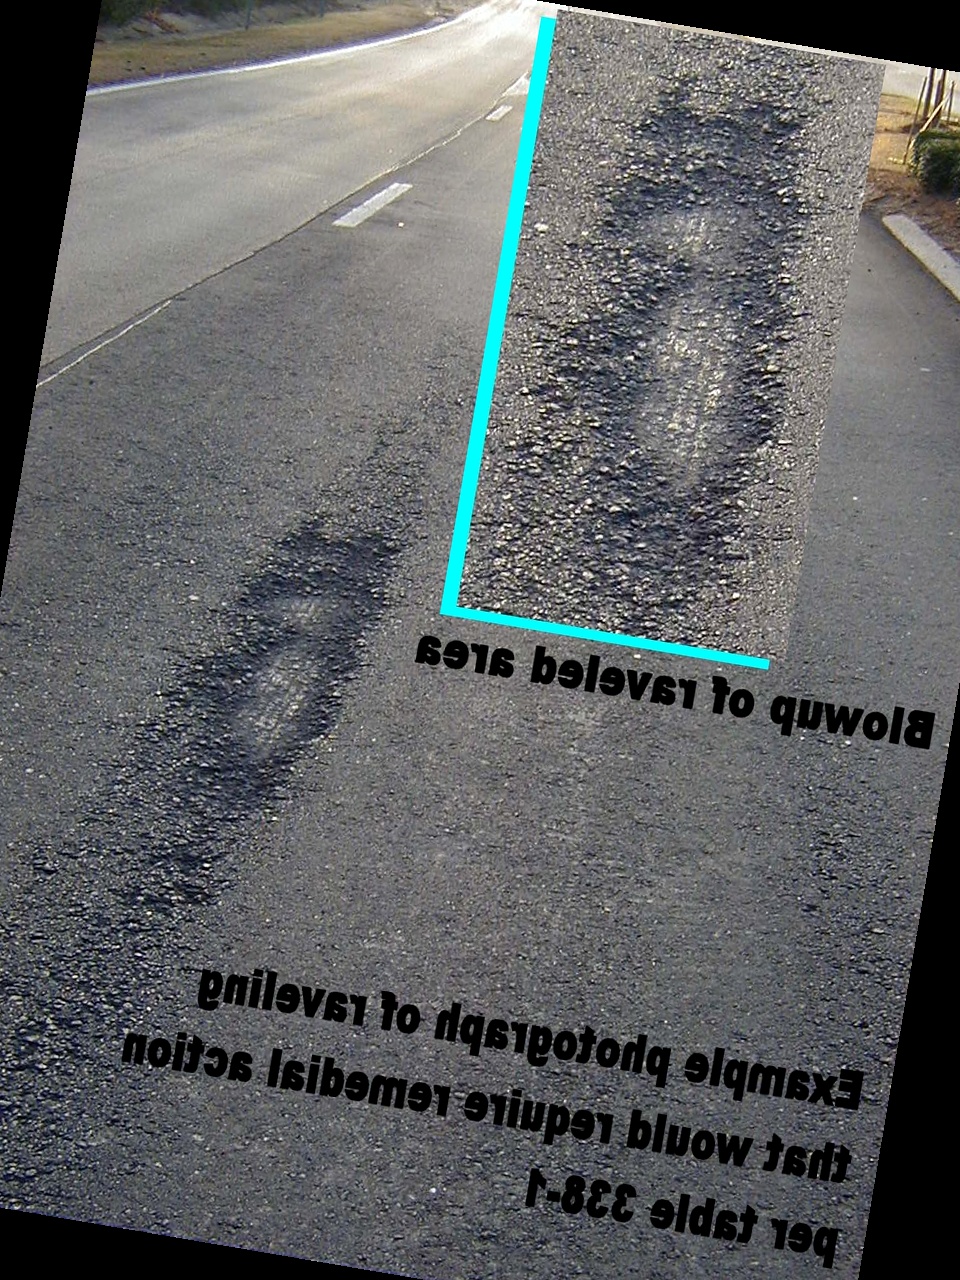 Blowup of raveled area
Example photograph of raveling
that would require remedial action
per table 338-1